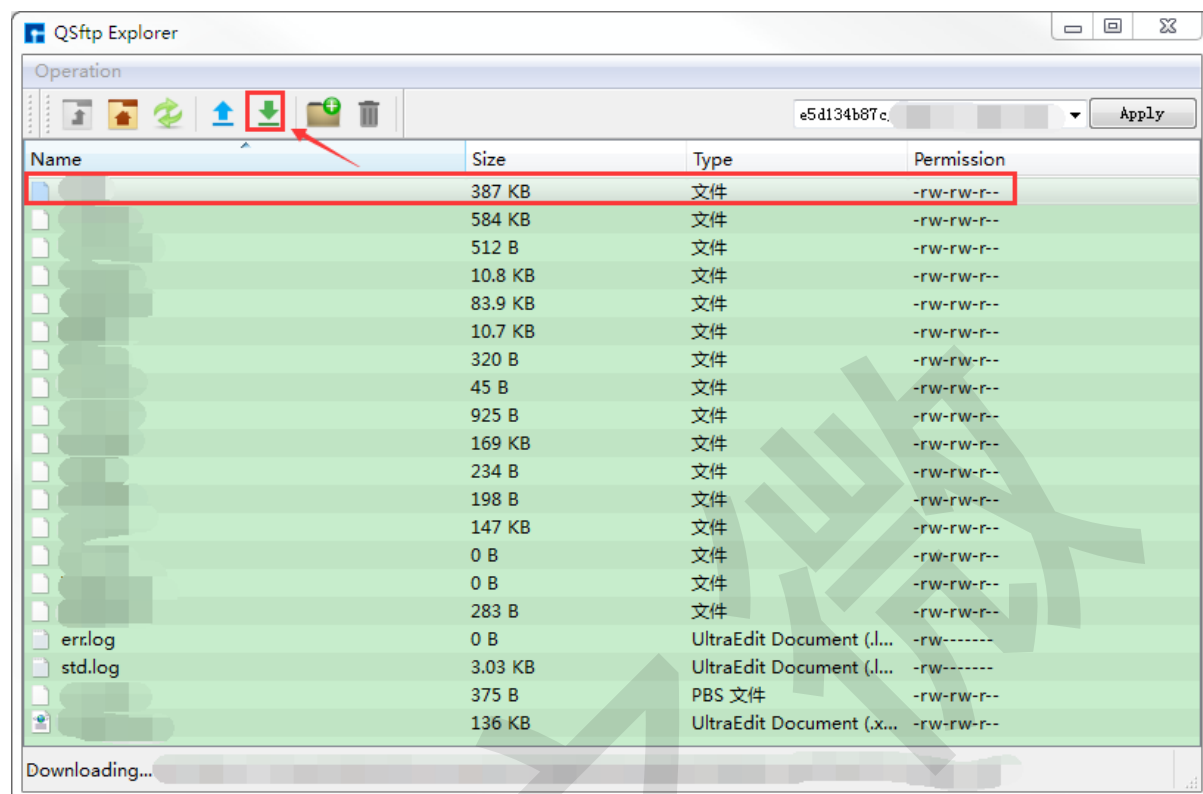 QSftp Explorer
Operation
e5d134b87c. Apply
Name Size Type Permission
387 KB 文件 -rw-rw-r--
584 KB 文件 -rw-rw-r--
512 B 文件 -rw-rw-r--
10.8 KB 文件 -rw-rw-r--
83.9 KB 文件 -rw-rw-r--
10.7 KB 文件 -rw-rw-r--
320 B 文件 -rw-rw-r--
45 B 文件 -rw-rw-r--
925 B 文件 -rw-rw-r--
169 KB 文件 -rw-rw-r--
234 B 文件 -rw-rw-r--
198 B 文件 -rw-rw-r--
147 KB 文件 -rw-rw-r--
0 B 文件 -rw-rw-r--
0 B 文件 -rw-rw-r--
283 B 文件 -rw-rw-r--
err.log 0 B UltraEdit Document (.l... -rw-------
std.log 3.03 KB UltraEdit Document (.l... -rw-------
375 B PBS 文件 -rw-rw-r--
136 KB UltraEdit Document (.x... -rw-rw-r--
Downloading...
微